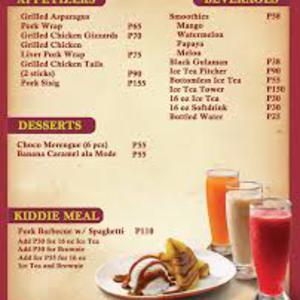 APPETIZERS
Grilled Asparagus
Pork Wrap P65
Grilled Chicken Gizzards P70
Grilled Chicken
Liver Pork Wrap P75
Grilled Chicken Tails
(2 sticks) P90
Pork Sisig P155
DESSERTS
Choco Merengue (6 pcs) P55
Banana Caramel ala Mode P55
KIDDIE MEAL
Pork Barbecue w/ Spaghetti P110
Add P30 for 16 oz Ice Tea
Add P30 for Brownie
Add for P55 for 16 oz
Ice Tea and Brownie
BEVERAGES
Smoothies P58
Mango
Watermelon
Papaya
Melon
Black Gulaman P38
Ice Tea Pitcher P90
Bottomless Ice Tea P55
Ice Tea Tower P150
16 oz Ice Tea P30
16 oz Softdrink P30
Bottled Water P25